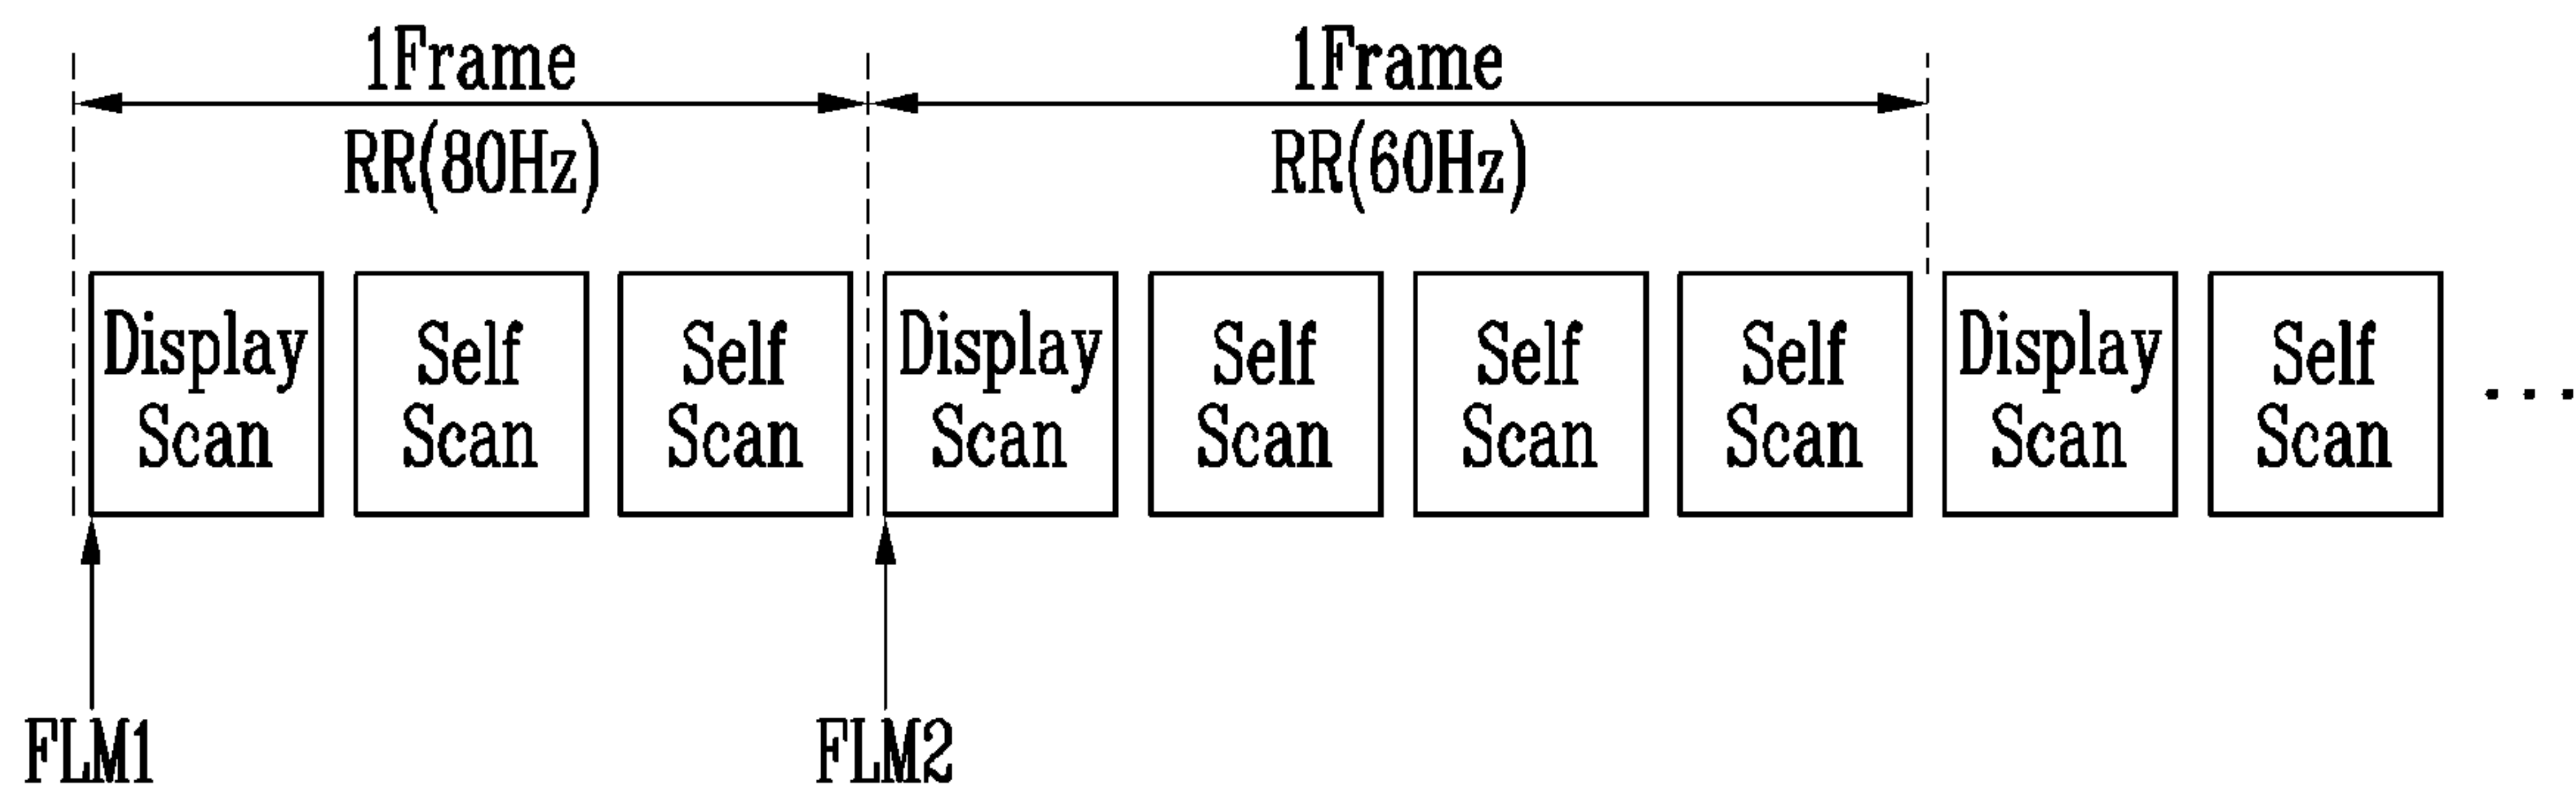 1Frame 1Frame
RR(80Hz) RR(60Hz)
Display Self Self Display Self Self Self Display Self
Scan Scan Scan Scan Scan Scan Scan Scan Scan ...
FLM1 FLM2